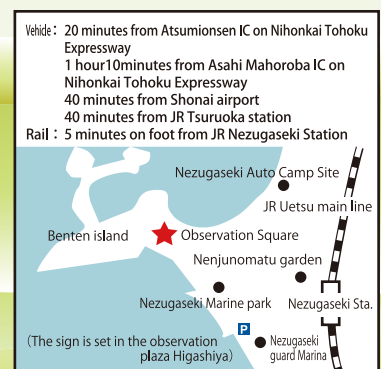 Vehide : 20 minutes from Atsumionsen IC on Nihonkai Tohoku
Expressway
1 hour10minutes from Asahi Mahoroba IC on
Nihonkai Tohoku Expressway
40 minutes from Shonai airport
40 minutes from JR Tsuruoka station
Rail : 5 minutes on foot from JR Nezugaseki Station
Nezugaseki Auto Camp Site
JR Uetsu main line
Benten island
Observation Square
Nenjunomatu garden
Nezugaseki Marine park
Nezugaseki Sta.
P
(The sign is set in the observation
plaza Higashiya)
Nezugaseki
guard Marina